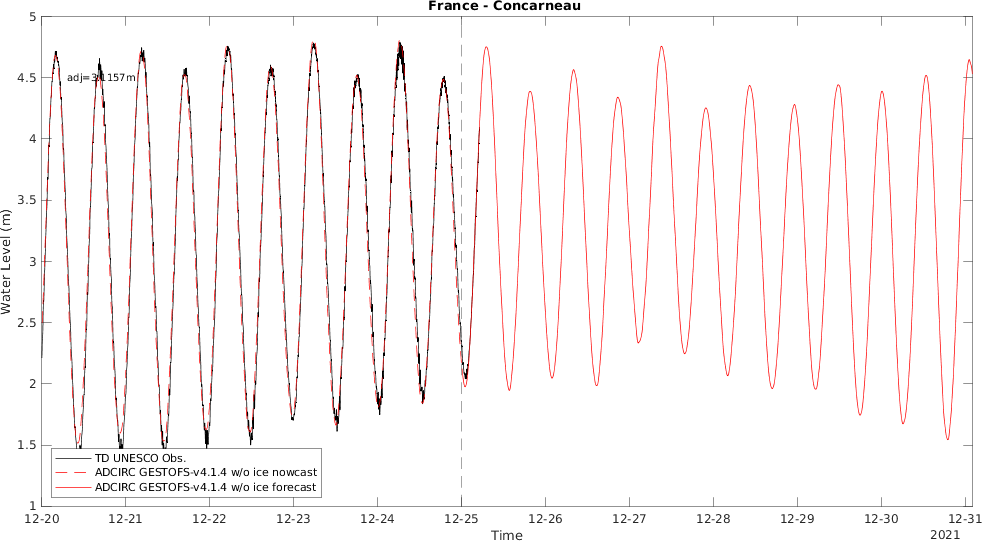 France - Concarneau
5
4.5
4
3.5
3
2.5
2
1.5
1
Water Level (m)
adj=3.1157m
TD UNESCO Obs.
ADCIRC GESTOFS-v4.1.4 w/o ice nowcast
ADCIRC GESTOFS-v4.1.4 w/o ice forecast
12-20 12-21 12-22 12-23 12-24 12-25 12-26 12-27 12-28 12-29 12-30 12-31
Time
2021